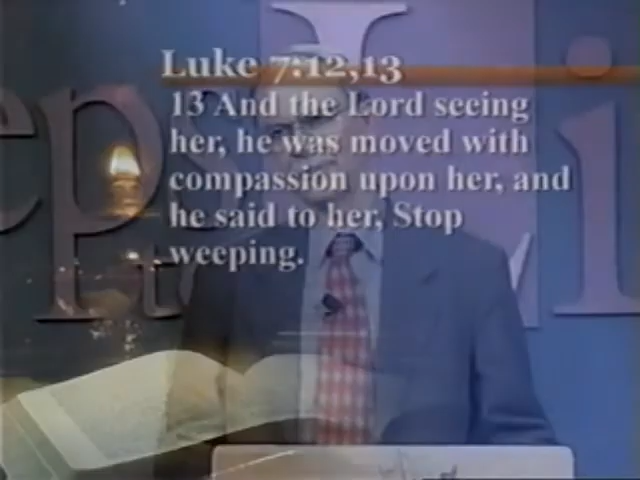 Luke 7:12,13
13 And the Lord seeing
her, he was moved with
compassion upon her, and
he said to her, Stop
weeping.